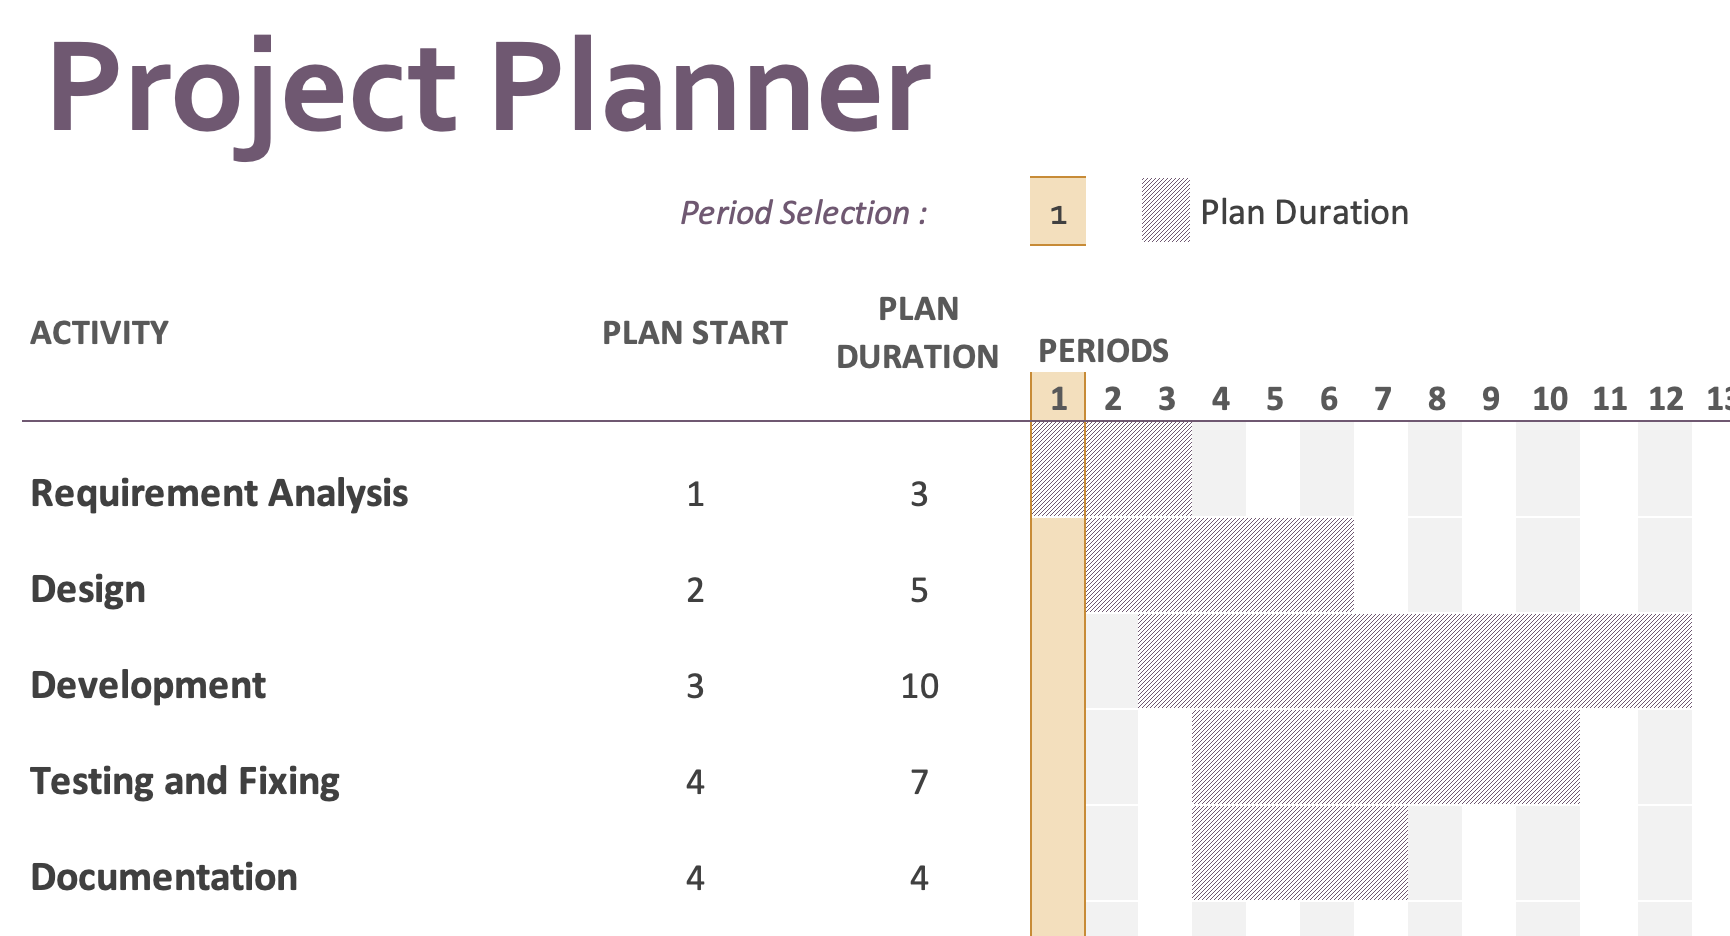 Project Planner
Period Selection : 1 Plan Duration
ACTIVITY PLAN START PLAN DURATION PERIODS
1 2 3 4 5 6 7 8 9 10 11 12
Requirement Analysis 1 3
Design 2 5
Development 3 10
Testing and Fixing 4 7
Documentation 4 4